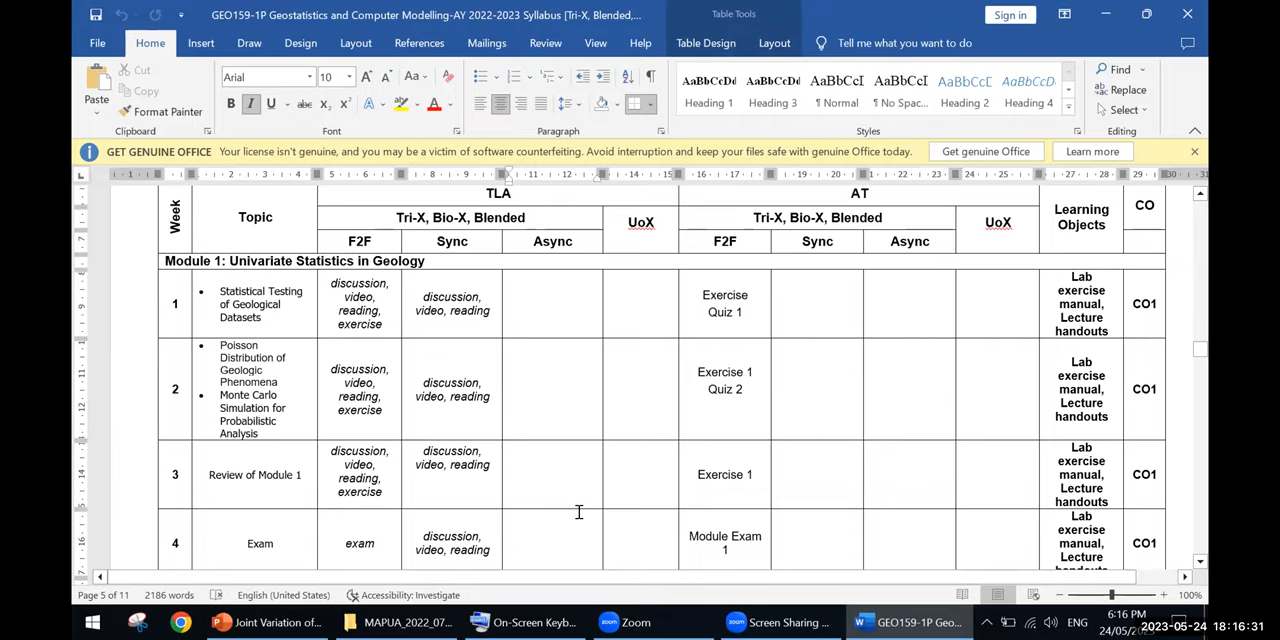 GEO159-1P Geostatistics and Computer Modelling-AY 2022-2023 Syllabus [Tri-X, Blended,...
Table Tools
Sign in
File Home Insert Draw Design Layout References Mailings Review View Help Table Design Layout Tell me what you want to do
Cut
Copy
Format Painter
Paste
Clipboard
Arial 10
Font
Paragraph
AaBbCcDd AaBbCcDd AaBbCcI AaBbCcI AaBbCcD AaBbCcD
Heading 1 Heading 3 ¶ Normal ¶ No Spac... Heading 2 Heading 4
Styles
Find
Replace
Select
Editing
GET GENUINE OFFICE Your license isn't genuine, and you may be a victim of software counterfeiting. Avoid interruption and keep your files safe with genuine Office today. Get genuine Office Learn more
Week
Topic
TLA
AT
Learning
Objects
CO
Tri-X, Bio-X, Blended
UoX
Tri-X, Bio-X, Blended
UoX
F2F Sync Async F2F Sync Async
Module 1: Univariate Statistics in Geology
1
Statistical Testing
of Geological
Datasets
discussion,
video,
reading,
exercise
discussion,
video, reading
Exercise
Quiz 1
Lab
exercise
manual,
Lecture
handouts
CO1
2
Poisson
Distribution of
Geologic
Phenomena
Monte Carlo
Simulation for
Probabilistic
Analysis
discussion,
video,
reading,
exercise
discussion,
video, reading
Exercise 1
Quiz 2
Lab
exercise
manual,
Lecture
handouts
CO1
3
Review of Module 1
discussion,
video,
reading,
exercise
discussion,
video, reading
Exercise 1
Lab
exercise
manual,
Lecture
handouts
CO1
4
Exam
exam
discussion,
video, reading
Module Exam
1
Lab
exercise
manual,
Lecture
CO1
Page 5 of 11 2186 words English (United States) Accessibility: Investigate 100%
Joint Variation of... MAPUA_2022_07... On-Screen Keyb... Zoom Screen Sharing ... GEO159-1P Geo... ENG
6:16 PM
2023-05-24 18:16:31